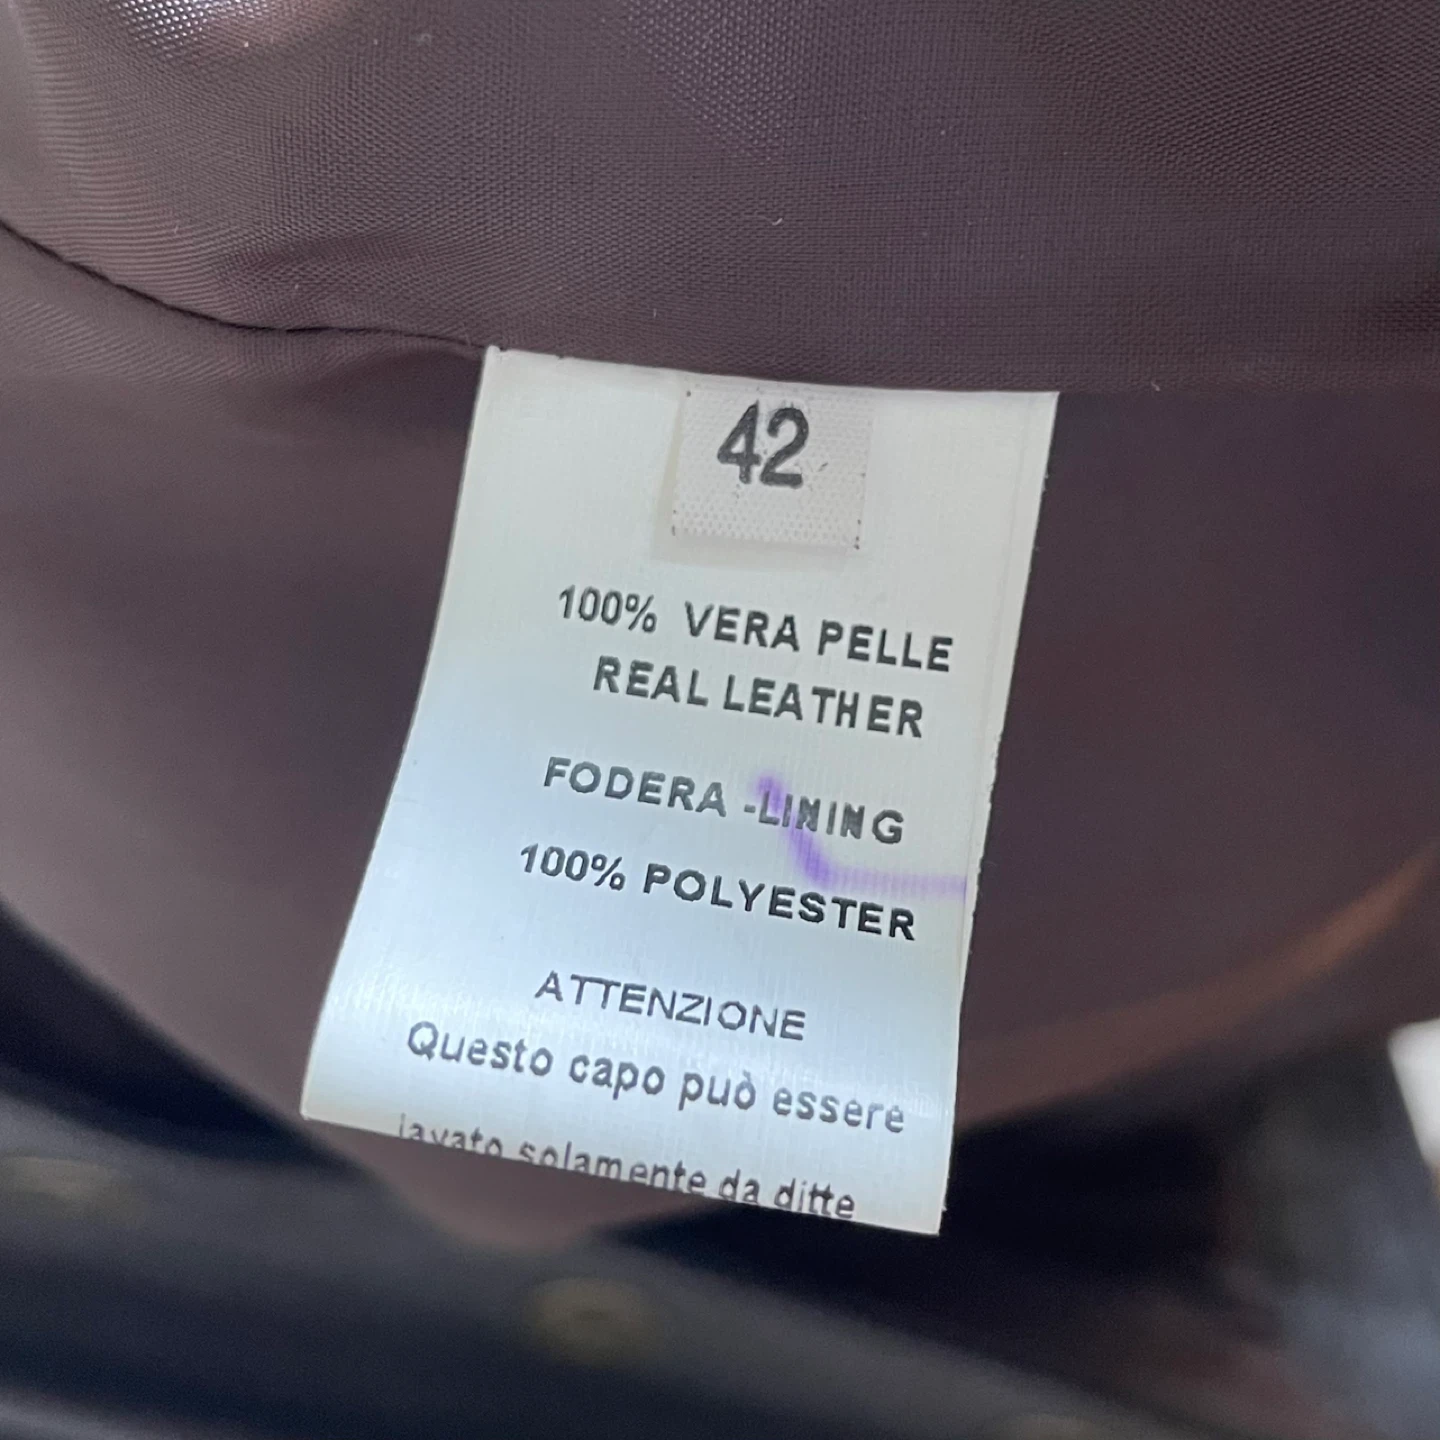 42
100% VERA PELLE
REAL LEATHER
FODERA -LINING
100% POLYESTER
ATTENZIONE
Questo capo può essere
lavato solamente da ditte